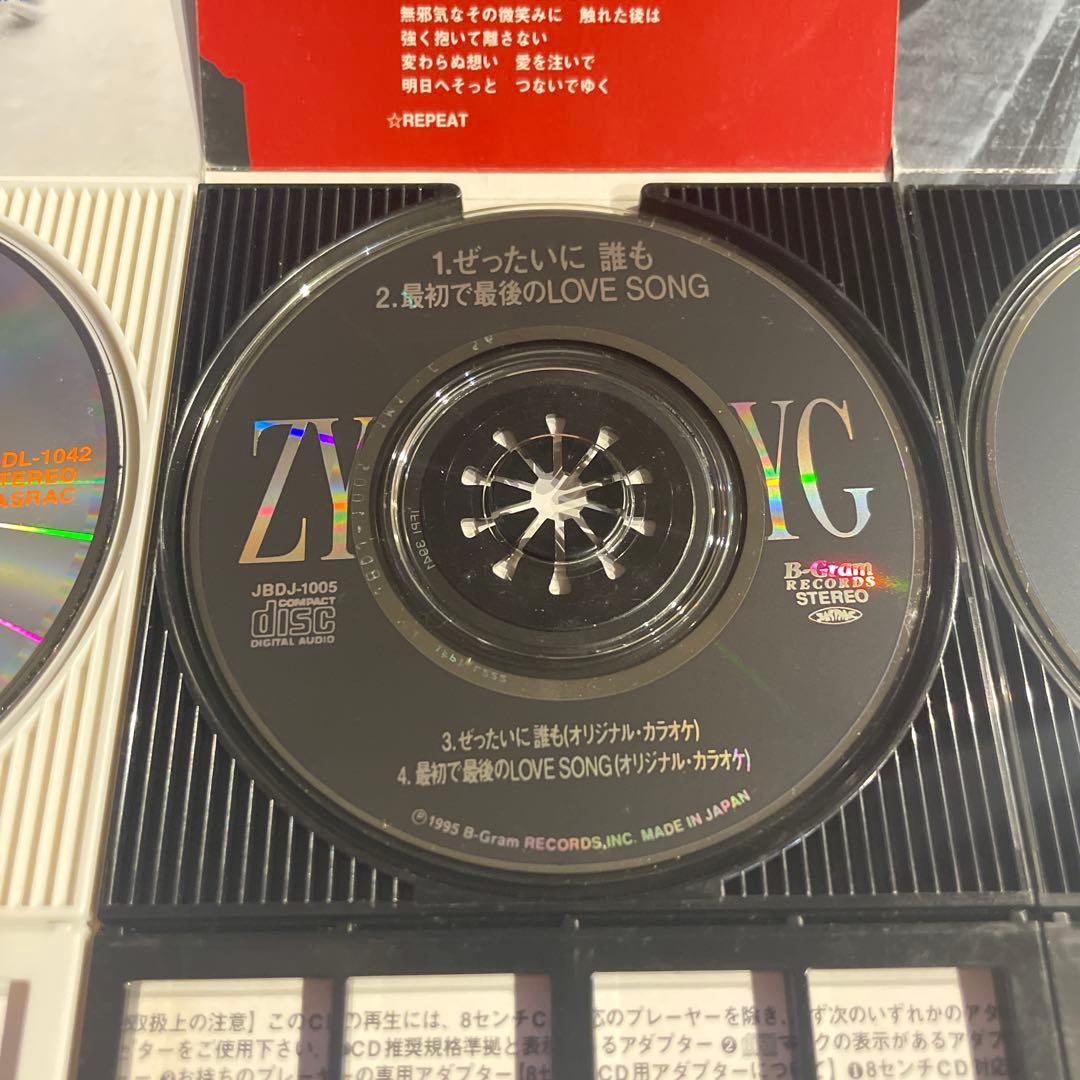 無邪気なその微笑みに 触れた後は
強く抱いて離さない
変わらぬ想い 愛を注いで
明日へそっと つないでゆく
☆REPEAT
1.ぜったいに 誰も
2.最初で最後のLOVE SONG
ZY YG
DL-1042
STEREO
JASRAC
JBDJ-1005
COMPACT
disc
DIGITAL AUDIO
B-Gram
RECORDS
STEREO
JASRAC
3.ぜったいに 誰も(オリジナル・カラオケ)
4.最初で最後のLOVE SONG(オリジナル・カラオケ)
℗1995 B-Gram RECORDS,INC. MADE IN JAPAN
取扱上の注意】このC の再生には、8センチC 応のプレーヤーを除き、 ず次のいずれかのアダ
プターをご使用下さい。 CD推奨規格準拠と表示 るアダプター❷ マークの表示があるアダプ
❸お持ちのプレーヤーの専用アダプター【8セ CD用アダプターについて】❶8センチCD対応